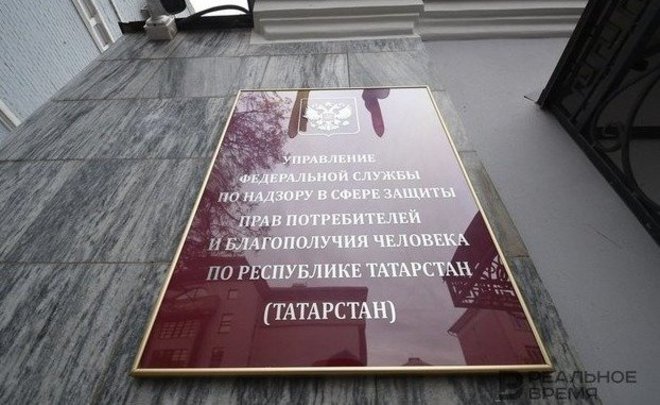 УПРАВЛЕНИЕ
ФЕДЕРАЛЬНОЙ СЛУЖБЫ
ПО НАДЗОРУ В СФЕРЕ ЗАЩИТЫ
ПРАВ ПОТРЕБИТЕЛЕЙ
И БЛАГОПОЛУЧИЯ ЧЕЛОВЕКА
ПО РЕСПУБЛИКЕ ТАТАРСТАН
(ТАТАРСТАН)
РЕАЛЬНОЕ
ВРЕМЯ